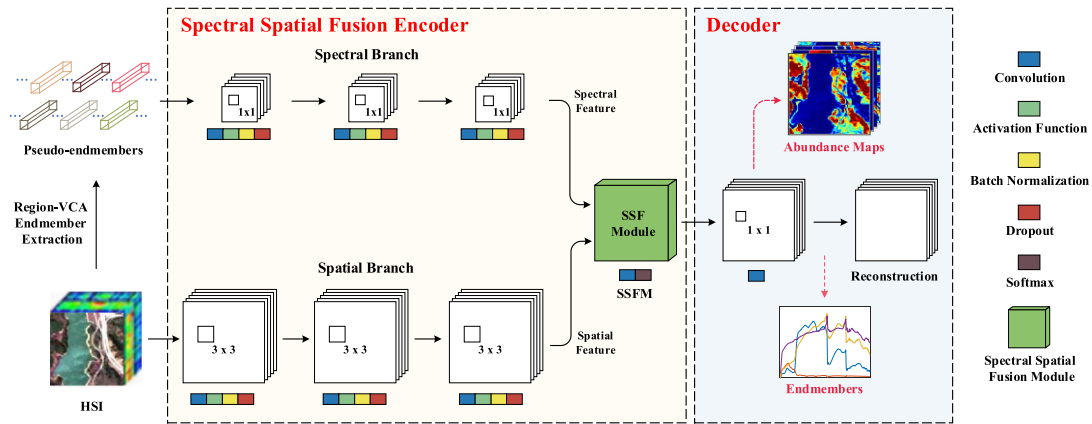 Spectral Spatial Fusion Encoder
Decoder
Spectral Branch
1x1
1x1
1x1
Spectral
Feature
Pseudo-endmembers
Region-VCA
Endmember
Extraction
HSI
Spatial Branch
3 x 3
3 x 3
3 x 3
Spatial
Feature
SSF
Module
SSFM
Abundance Maps
1 x 1
Reconstruction
Endmembers
Convolution
Activation Function
Batch Normalization
Dropout
Softmax
Spectral Spatial
Fusion Module